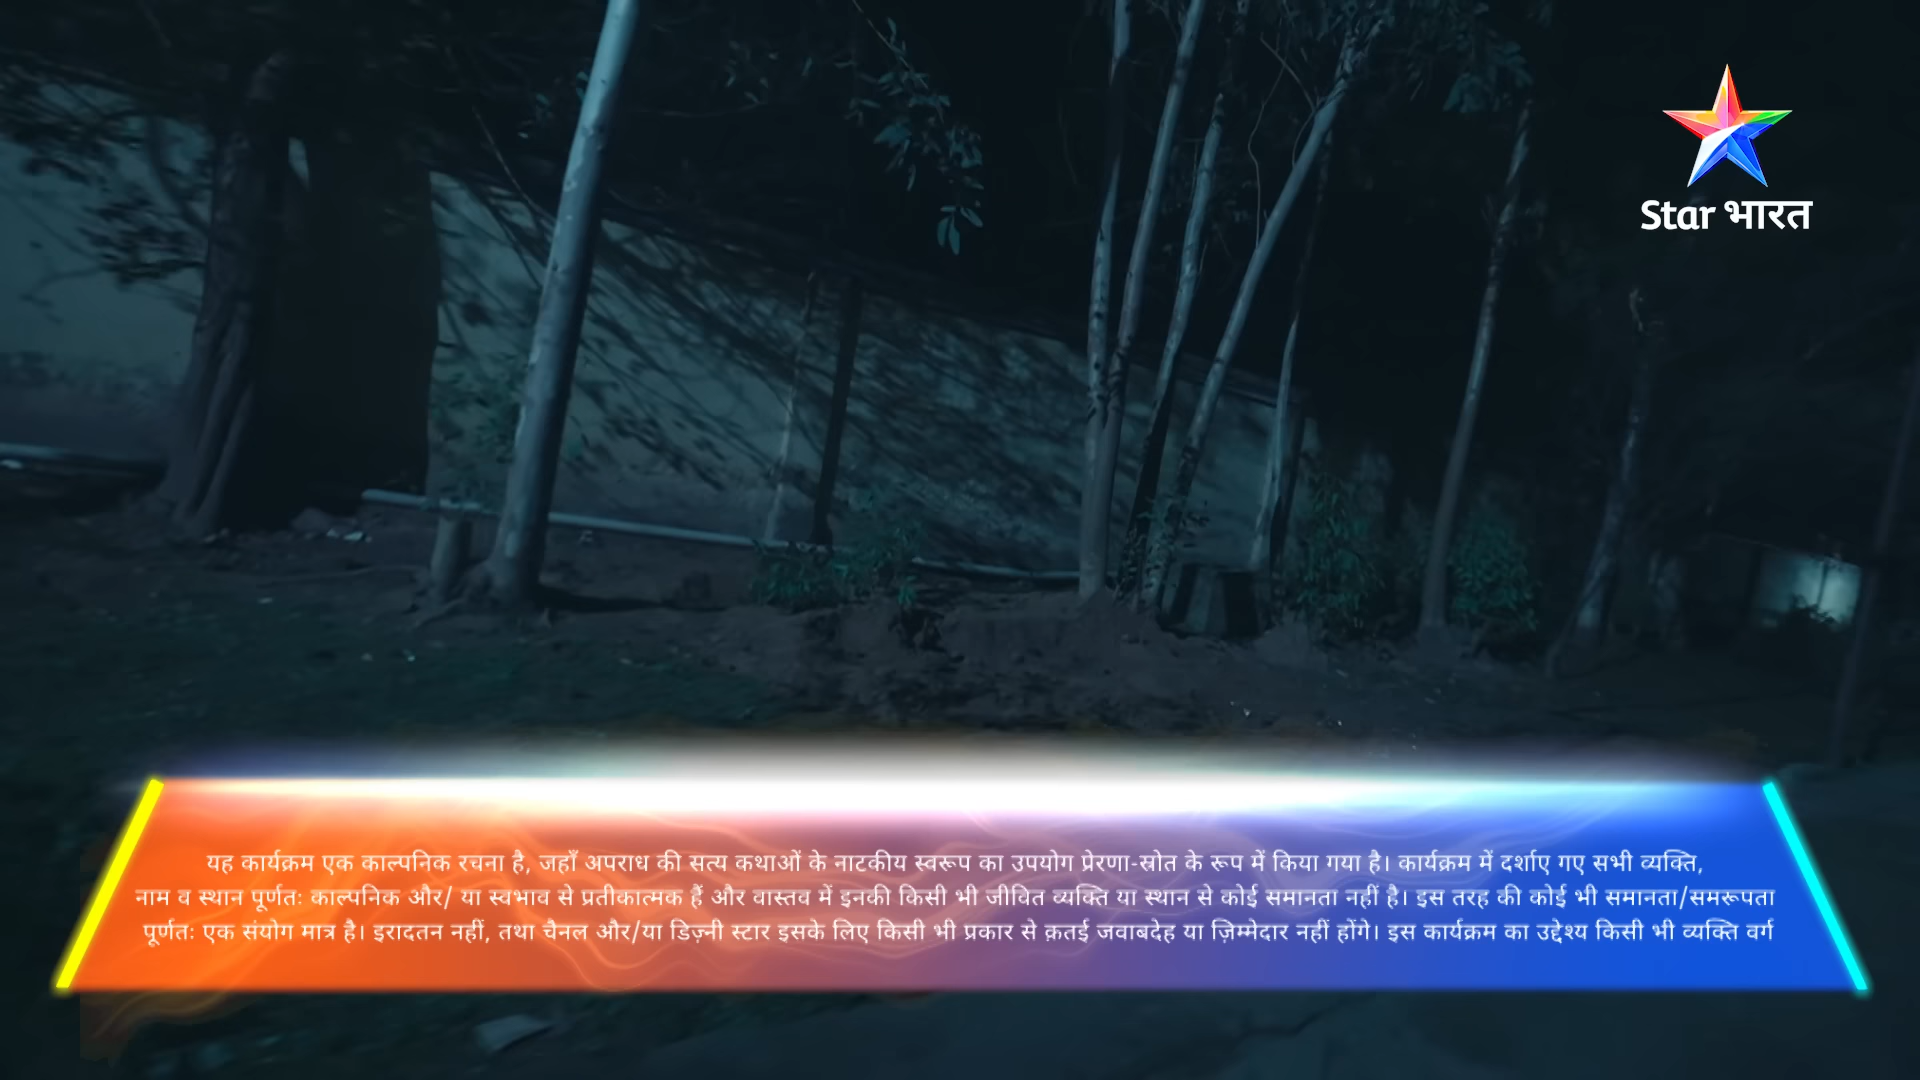 Star भारत
यह कार्यक्रम एक काल्पनिक रचना है, जहाँ अपराध की सत्य कथाओं के नाटकीय स्वरूप का उपयोग प्रेरणा-स्रोत के रूप में किया गया है। कार्यक्रम में दर्शाए गए सभी व्यक्ति,
नाम व स्थान पूर्णतः काल्पनिक और/ या स्वभाव से प्रतीकात्मक हैं और वास्तव में इनकी किसी भी जीवित व्यक्ति या स्थान से कोई समानता नहीं है। इस तरह की कोई भी समानता/समरूपता
पूर्णतः एक संयोग मात्र है। इरादतन नहीं, तथा चैनल और/या डिज़्नी स्टार इसके लिए किसी भी प्रकार से क़तई जवाबदेह या ज़िम्मेदार नहीं होंगे। इस कार्यक्रम का उद्देश्य किसी भी व्यक्ति वर्ग